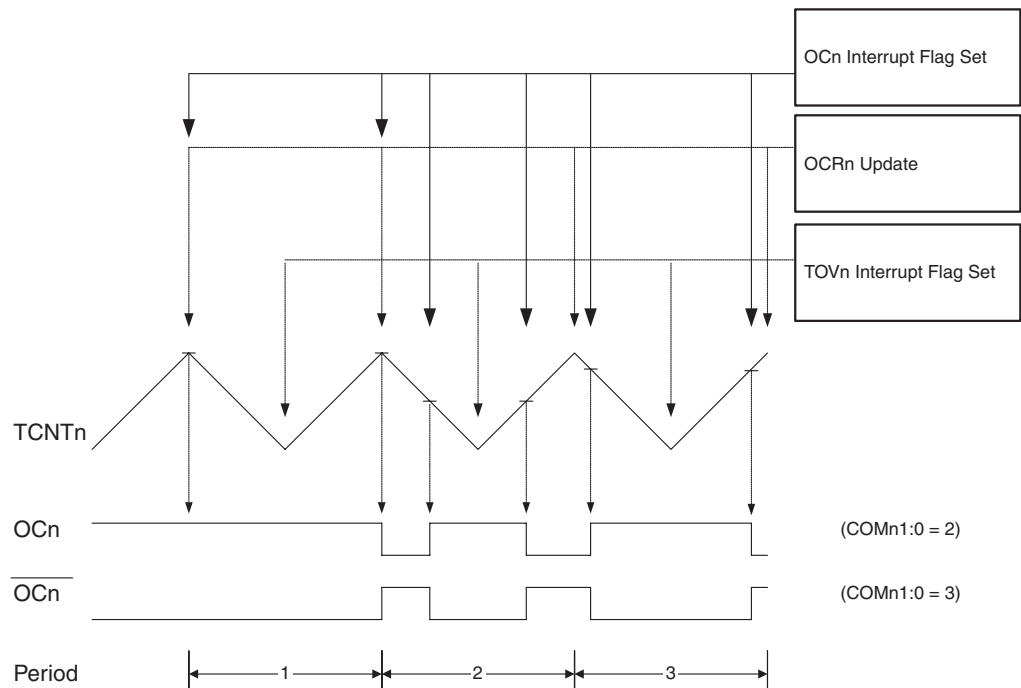 OCn Interrupt Flag Set
OCRn Update
TOVn Interrupt Flag Set
TCNTn
OCn
(COMn1:0 = 2)
OCn
(COMn1:0 = 3)
Period
1
2
3